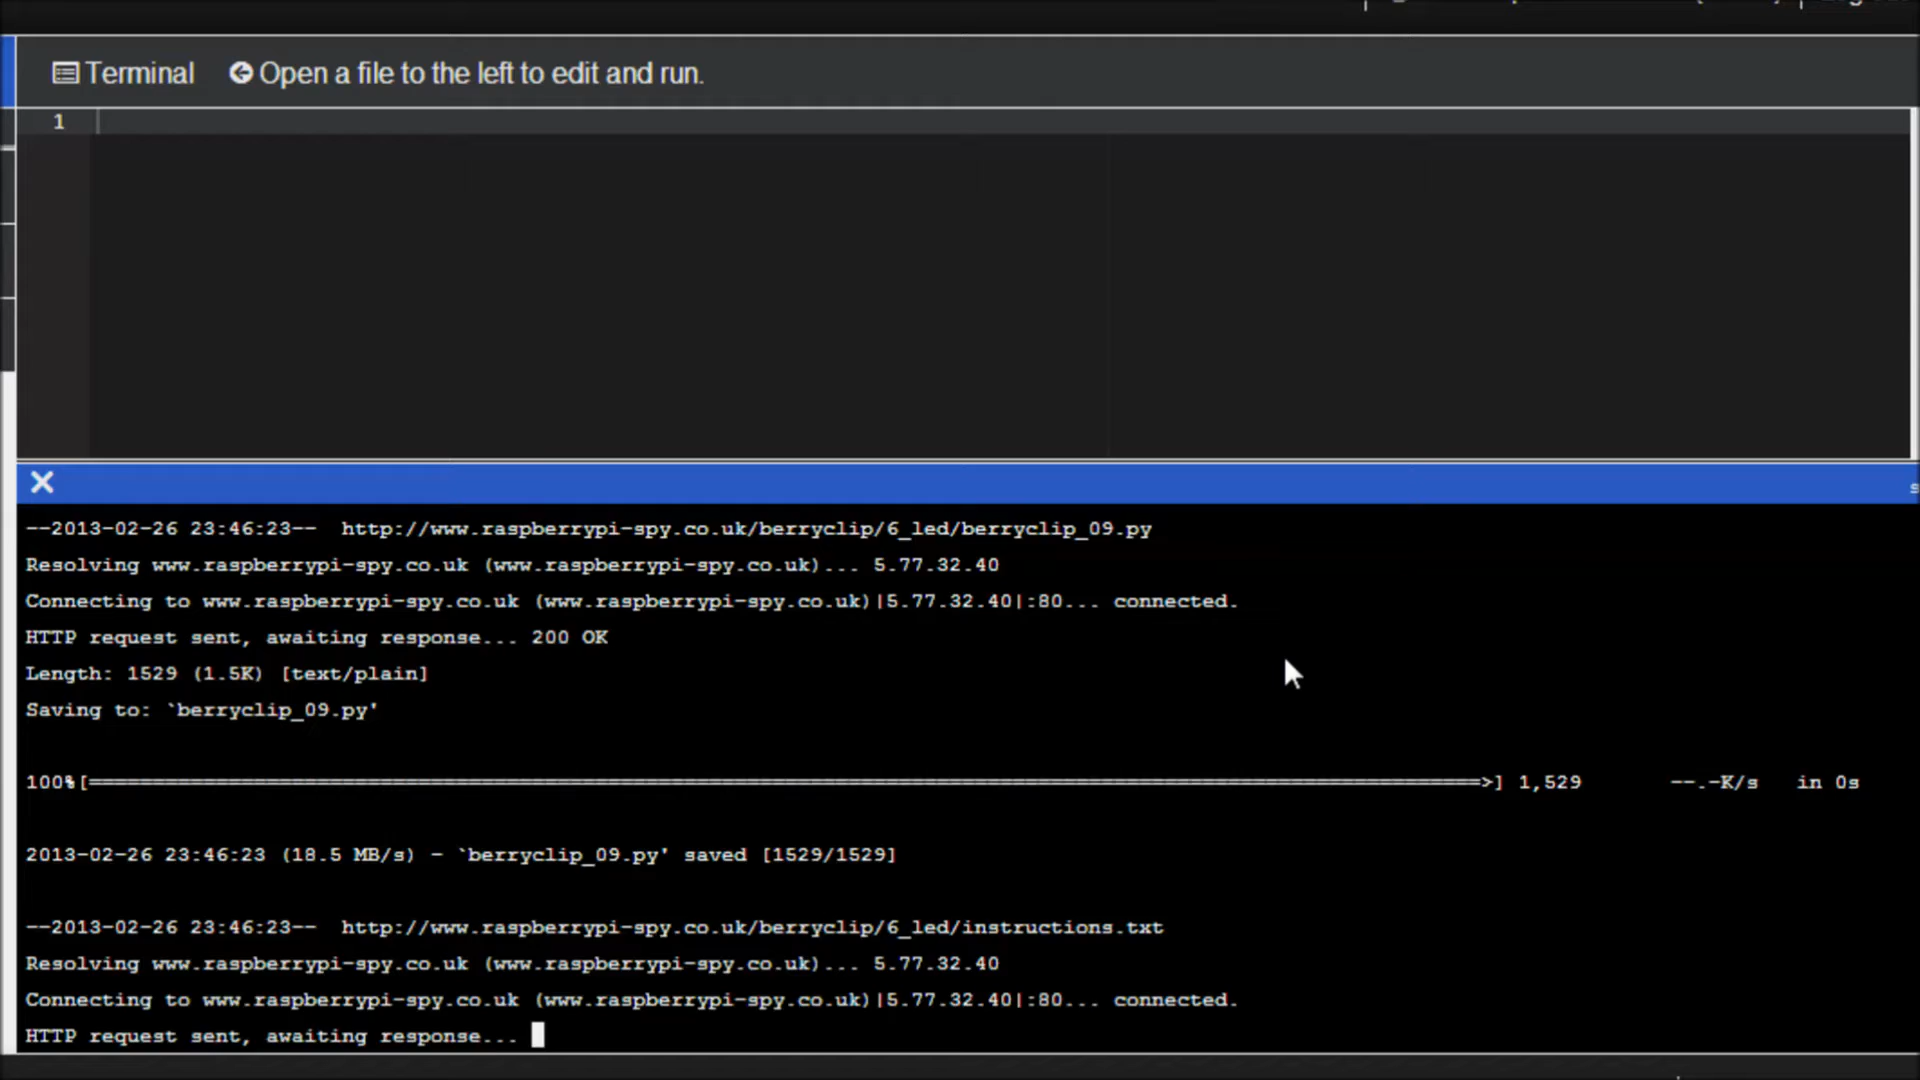 Terminal Open a file to the left to edit and run.
1
--2013-02-26 23:46:23-- http://www.raspberrypi-spy.co.uk/berryclip/6_led/berryclip_09.py
Resolving www.raspberrypi-spy.co.uk (www.raspberrypi-spy.co.uk)... 5.77.32.40
Connecting to www.raspberrypi-spy.co.uk (www.raspberrypi-spy.co.uk)|5.77.32.40|:80... connected.
HTTP request sent, awaiting response... 200 OK
Length: 1529 (1.5K) [text/plain]
Saving to: `berryclip_09.py'
100%[======================================================================================>] 1,529 --.-K/s in 0s
2013-02-26 23:46:23 (18.5 MB/s) - `berryclip_09.py' saved [1529/1529]
--2013-02-26 23:46:23-- http://www.raspberrypi-spy.co.uk/berryclip/6_led/instructions.txt
Resolving www.raspberrypi-spy.co.uk (www.raspberrypi-spy.co.uk)... 5.77.32.40
Connecting to www.raspberrypi-spy.co.uk (www.raspberrypi-spy.co.uk)|5.77.32.40|:80... connected.
HTTP request sent, awaiting response...